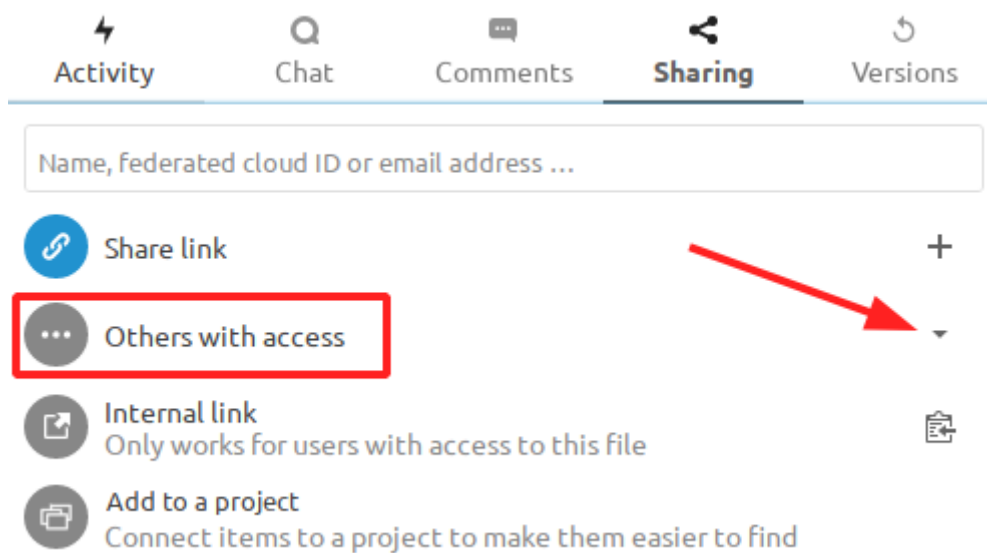 Activity Chat Comments Sharing Versions
Name, federated cloud ID or email address ...
Share link
Others with access
Internal link
Only works for users with access to this file
Add to a project
Connect items to a project to make them easier to find